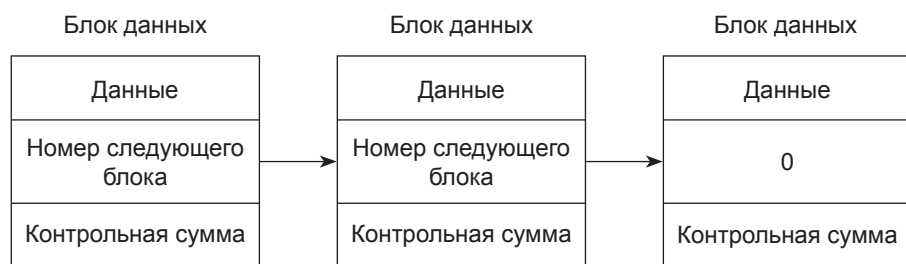 Блок данных
Данные
Номер следующего
блока
Контрольная сумма
Блок данных
Данные
Номер следующего
блока
Контрольная сумма
Блок данных
Данные
0
Контрольная сумма